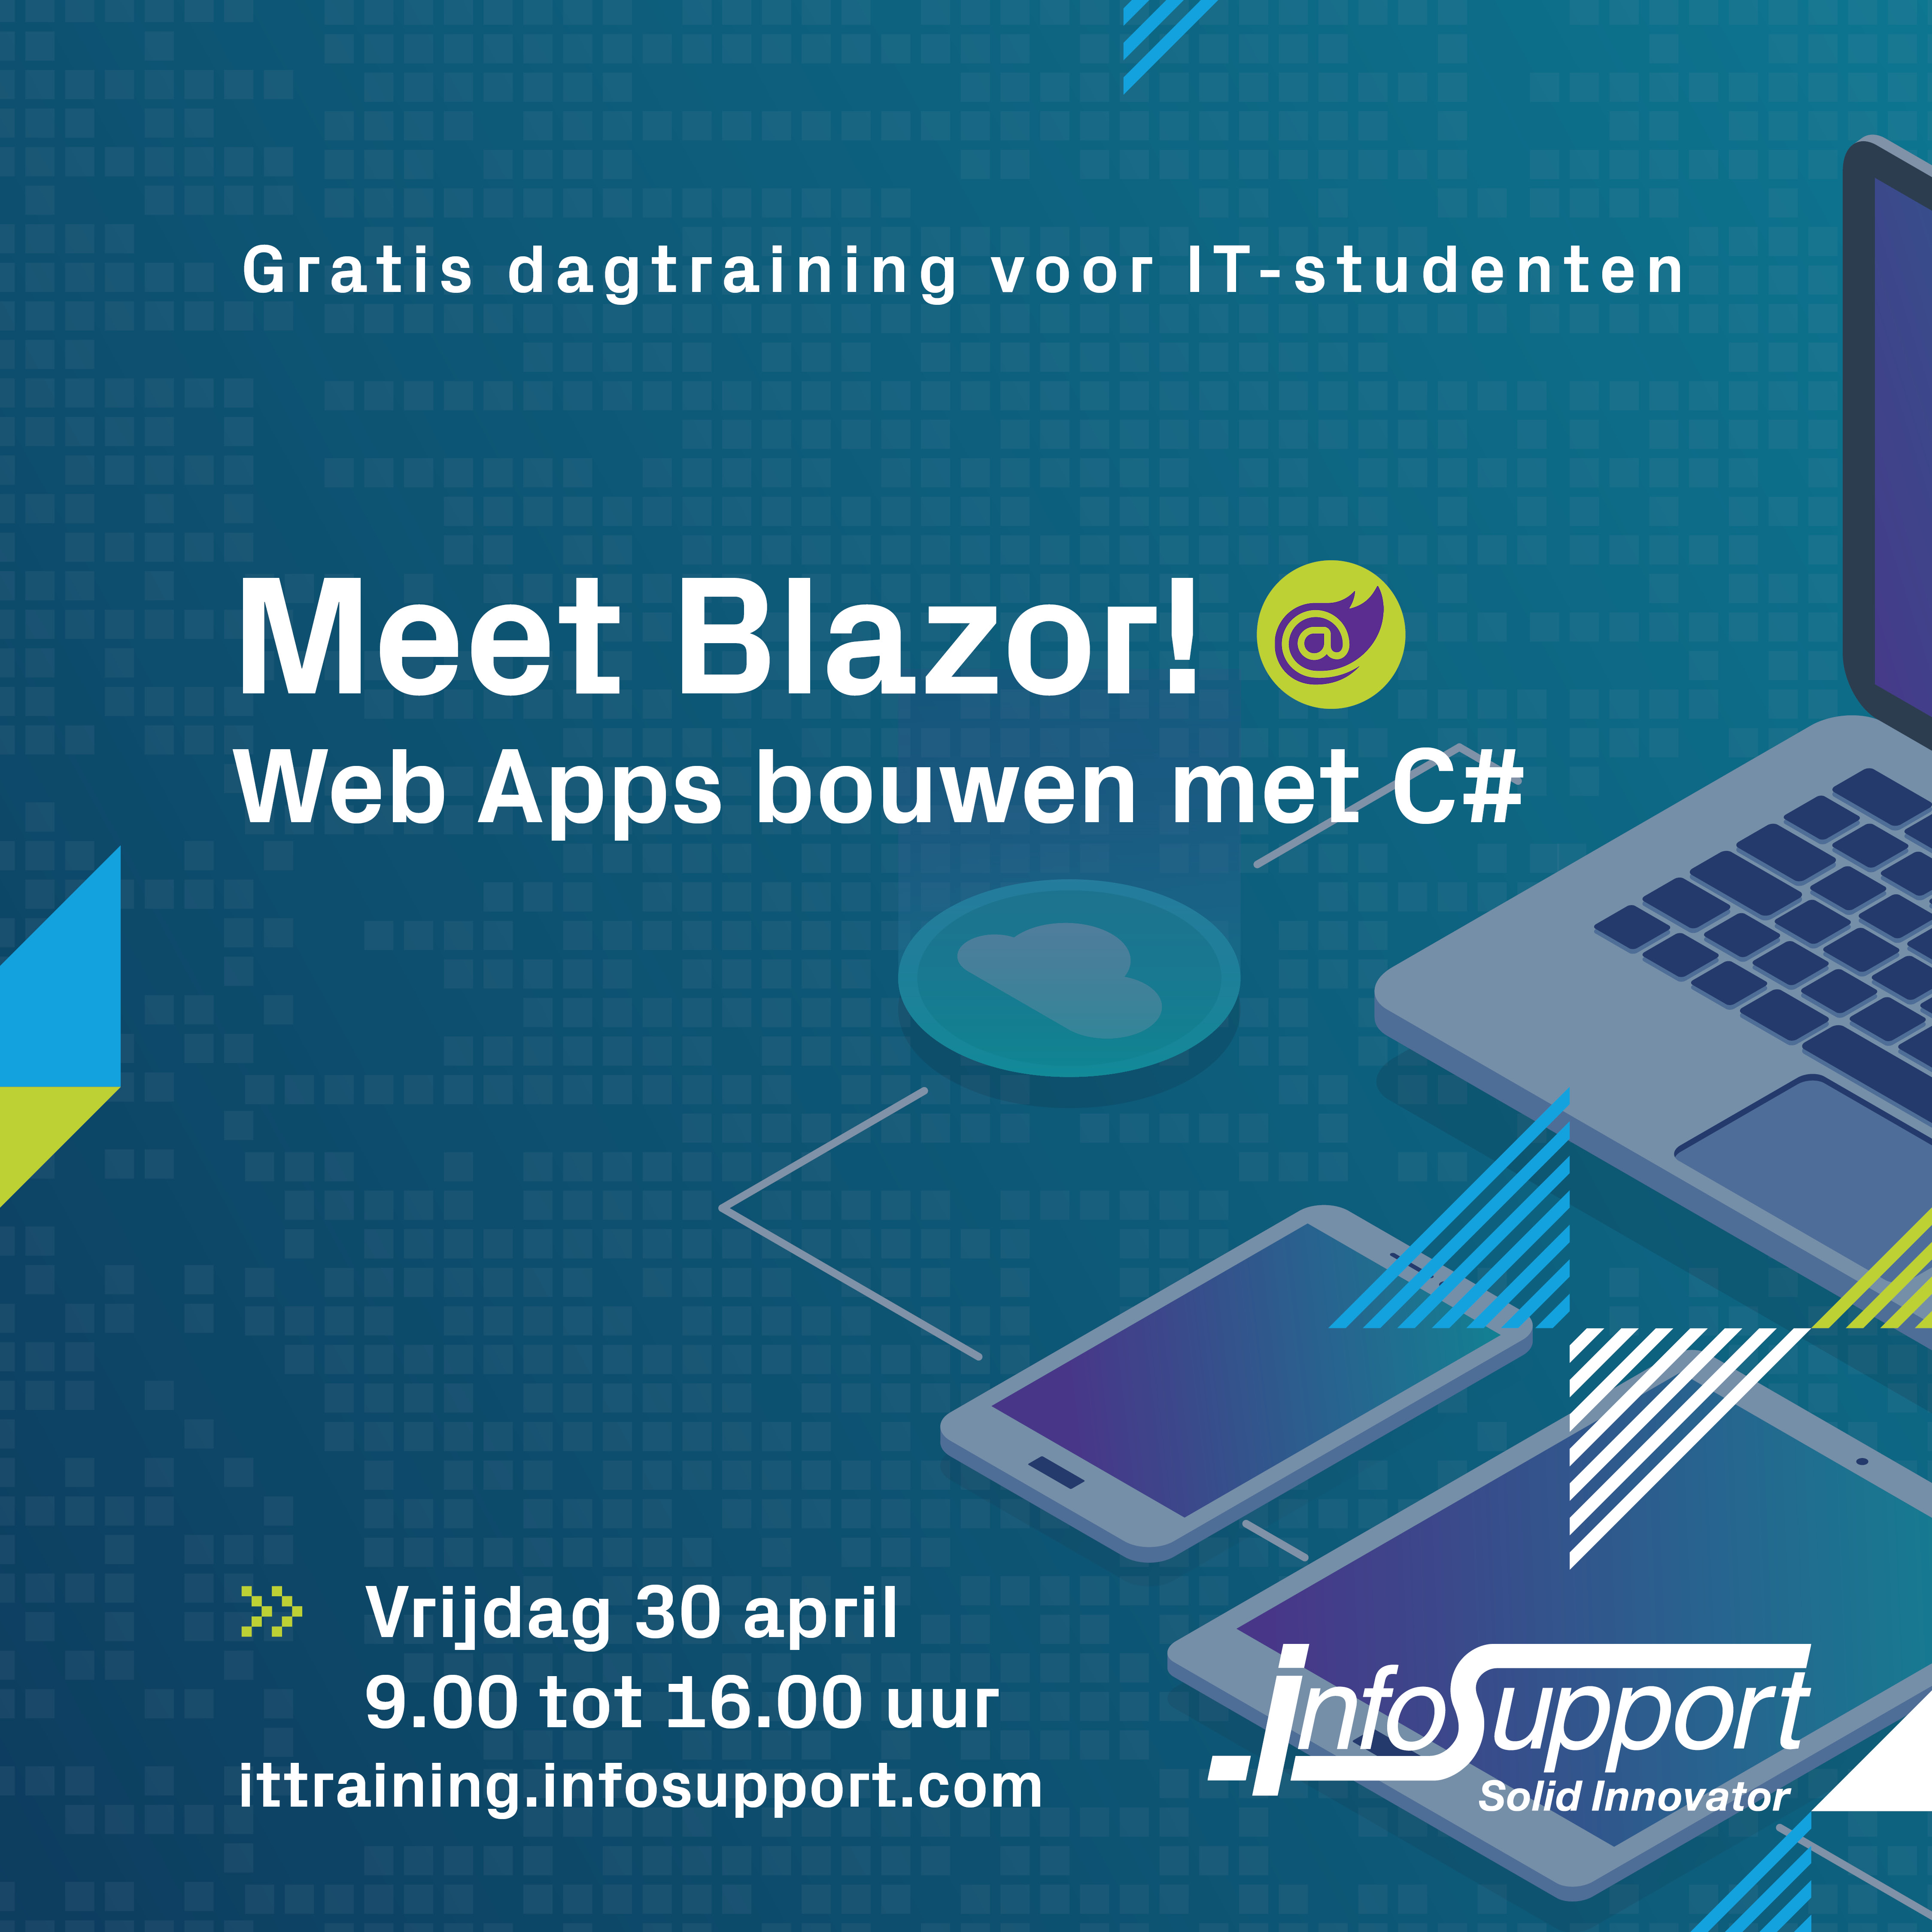 Gratis dagtraining voor IT-studenten
Meet Blazor! @
Web Apps bouwen met C#
Vrijdag 30 april
9.00 tot 16.00 uur
ittraining.infosupport.com
infoSupport
Solid Innovator